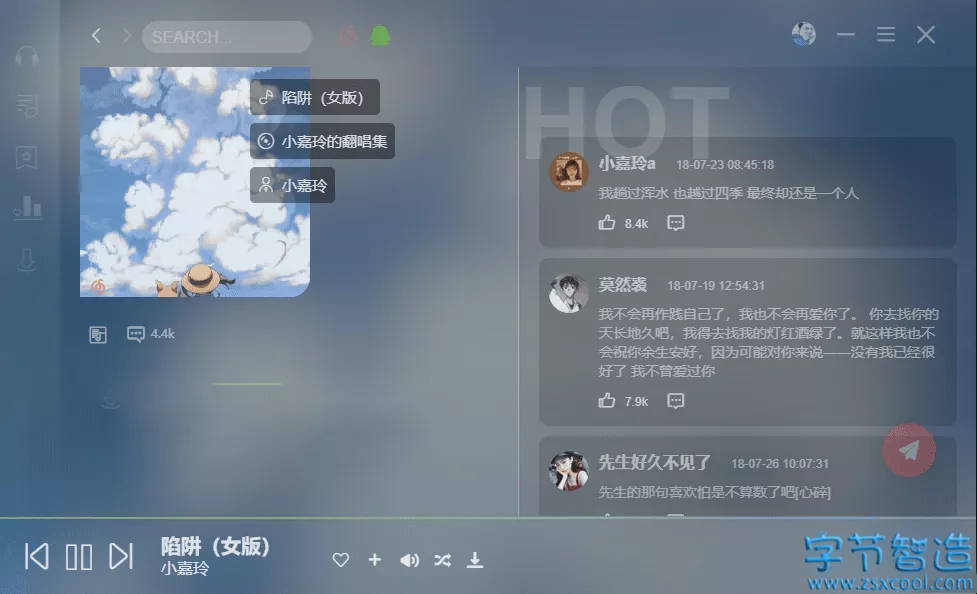 SEARCH...
陷阱（女版）
小嘉玲的翻唱集
小嘉玲
4.4k
HOT
小嘉玲a 18-07-23 08:45:18
我趟过浑水 也越过四季 最终却还是一个人
8.4k
莫然裘 18-07-19 12:54:31
我不会再作践自己了，我也不会再爱你了。 你去找你的
天长地久吧，我得去找我的灯红酒绿了。就这样我也不
会祝你余生安好，因为可能对你来说——没有我已经很
好了 我不曾爱过你
7.9k
先生好久不见了 18-07-26 10:07:31
先生的那句喜欢怕是不算数了吧[心碎]
陷阱（女版）
小嘉玲
字节智造
www.zsxcool.com